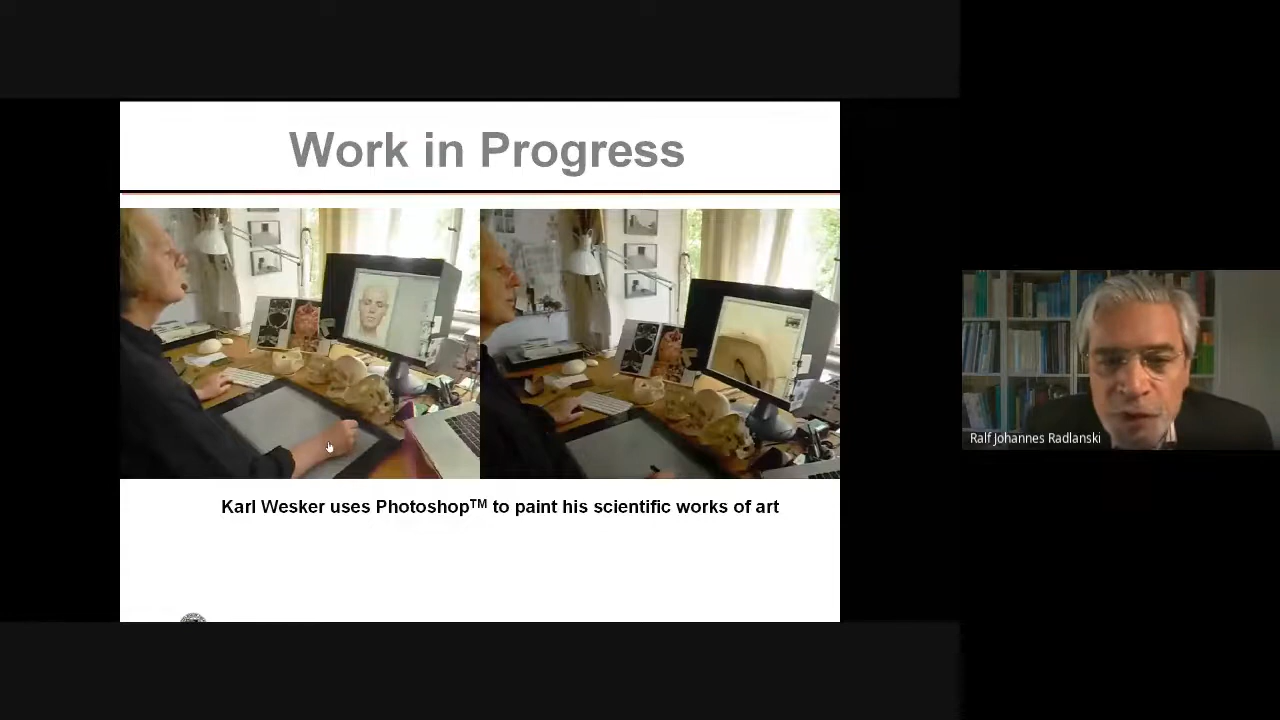 Work in Progress
Karl Wesker uses Photoshop™ to paint his scientific works of art
Ralf Johannes Radlanski